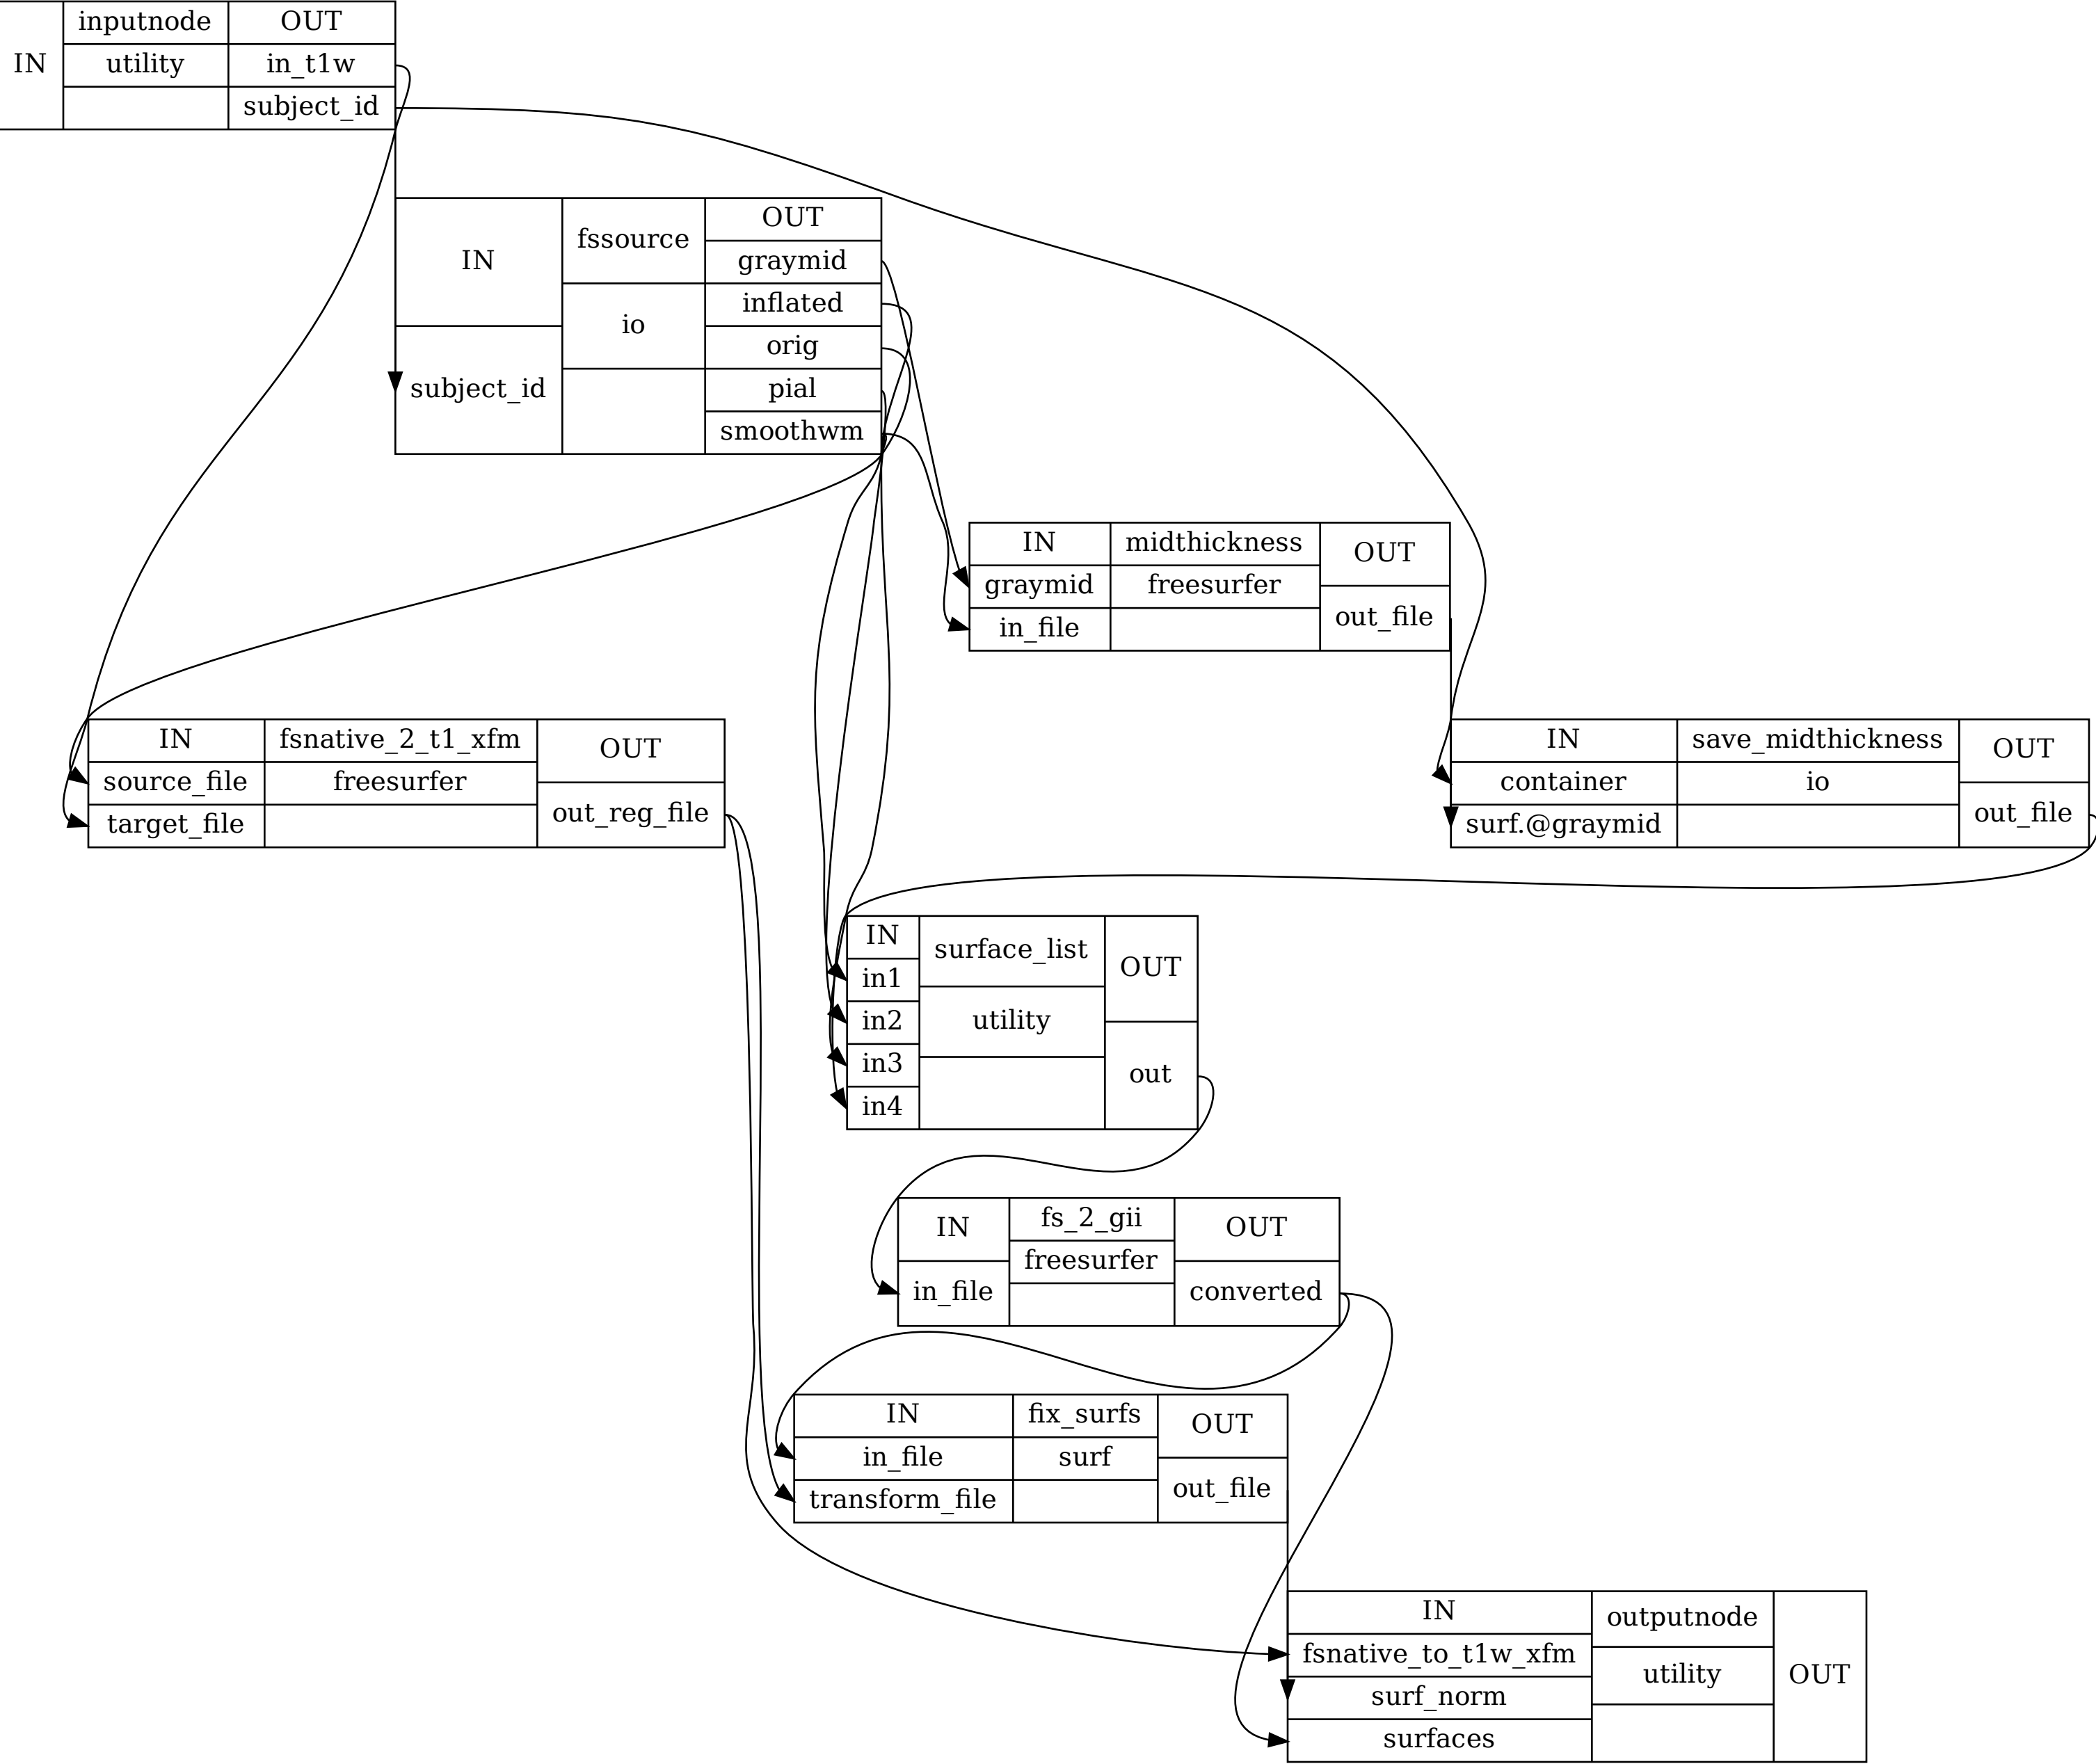 IN inputnode OUT
utility in_t1w
subject_id
IN fssource OUT
graymid
io inflated
orig
subject_id pial
smoothwm
IN midthickness OUT
graymid freesurfer
in_file out_file
IN fsnative_2_t1_xfm OUT
source_file freesurfer
target_file out_reg_file
IN save_midthickness OUT
container io
surf.@graymid out_file
IN surface_list OUT
in1
in2 utility
in3 out
in4
IN fs_2_gii OUT
freesurfer
in_file converted
IN fix_surfs OUT
in_file surf
transform_file out_file
IN outputnode OUT
fsnative_to_t1w_xfm utility
surf_norm
surfaces